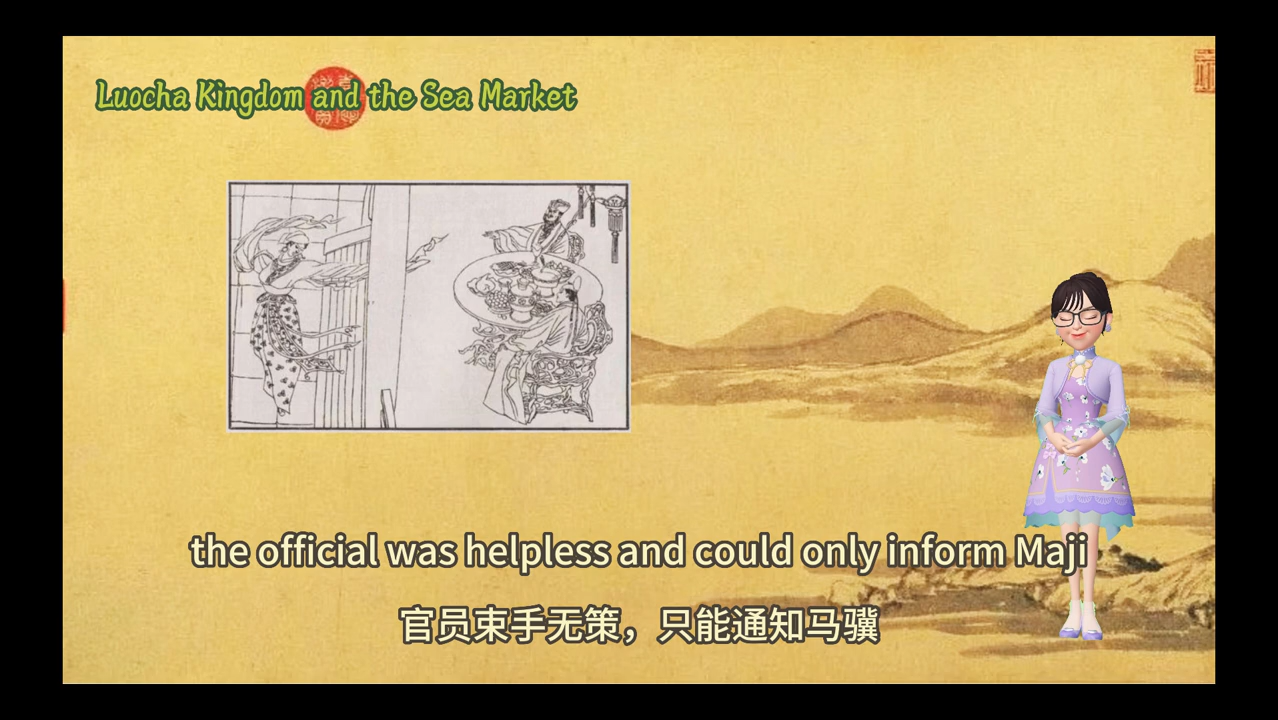 Luocha Kingdom and the Sea Market
the official was helpless and could only inform Maji
官员束手无策，只能通知马骥